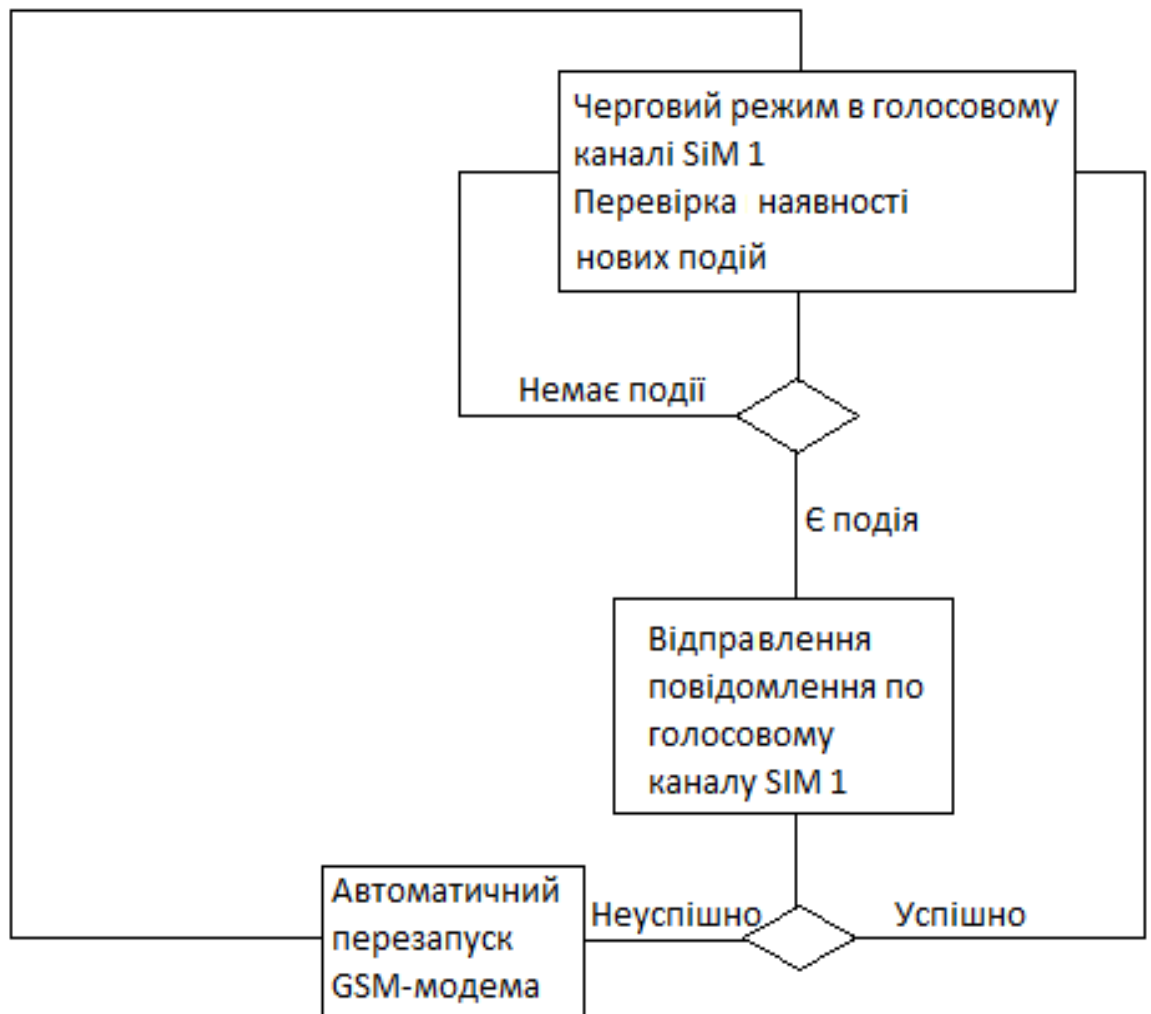 Черговий режим в голосовому
каналі SiM 1
Перевірка наявності
нових подій
Немає події
Є подія
Відправлення
повідомлення по
голосовому
каналу SIM 1
Автоматичний
перезапуск
GSM-модема
Неуспішно
Успішно